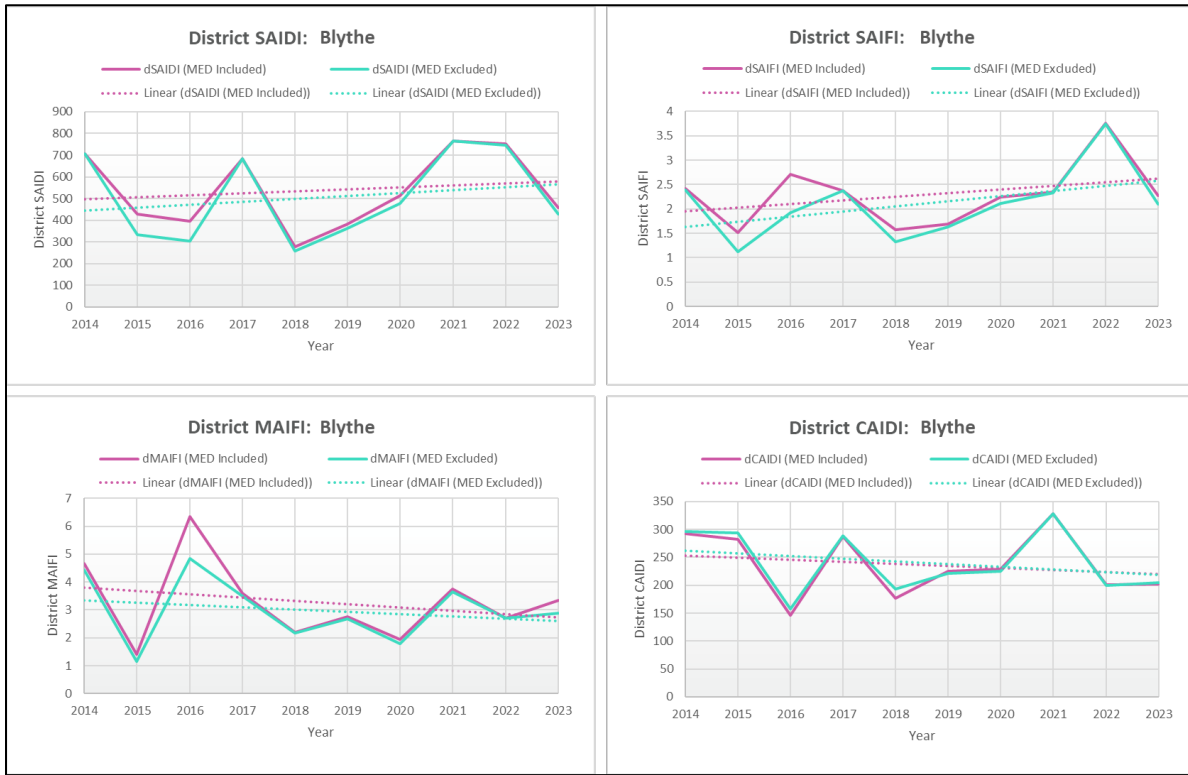 District SAIDI: Blythe
dSAIDI (MED Included) dSAIDI (MED Excluded)
Linear (dSAIDI (MED Included)) Linear (dSAIDI (MED Excluded))
900
800
700
600
500
400
300
200
100
0
District SAIDI
2014 2015 2016 2017 2018 2019 2020 2021 2022 2023
Year
District SAIFI: Blythe
dSAIFI (MED Included) dSAIFI (MED Excluded)
Linear (dSAIFI (MED Included)) Linear (dSAIFI (MED Excluded))
4
3.5
3
2.5
2
1.5
1
0.5
0
District SAIFI
2014 2015 2016 2017 2018 2019 2020 2021 2022 2023
Year
District MAIFI: Blythe
dMAIFI (MED Included) dMAIFI (MED Excluded)
Linear (dMAIFI (MED Included)) Linear (dMAIFI (MED Excluded))
7
6
5
4
3
2
1
0
District MAIFI
2014 2015 2016 2017 2018 2019 2020 2021 2022 2023
Year
District CAIDI: Blythe
dCAIDI (MED Included) dCAIDI (MED Excluded)
Linear (dCAIDI (MED Included)) Linear (dCAIDI (MED Excluded))
350
300
250
200
150
100
50
0
District CAIDI
2014 2015 2016 2017 2018 2019 2020 2021 2022 2023
Year